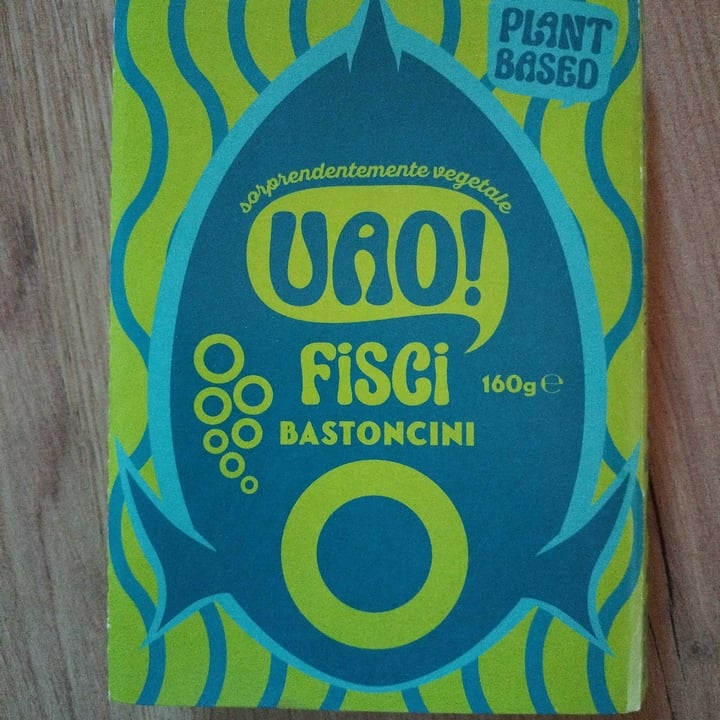 PLANT
BASED
sorprendentemente vegetale
UAO!
FiSCi
160g ℮
BASTONCINI